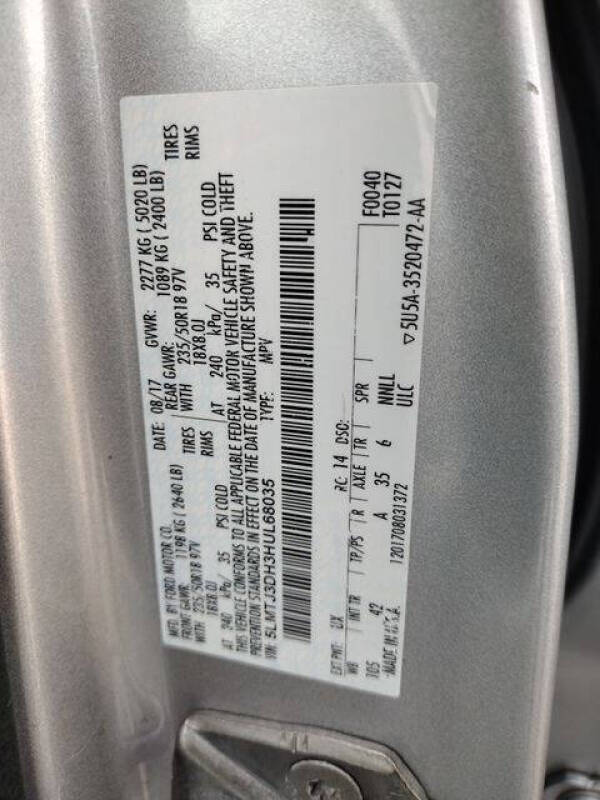 MFD. BY FORD MOTOR CO. DATE: 08/17 GVWR: 2277 KG ( 5020 LB)
FRONT GAWR: 1198 KG ( 2640 LB) REAR GAWR: 1089 KG ( 2400 LB)
WITH 235/50R18 97V TIRES WITH 235/50R18 97V TIRES
18X8.0J RIMS 18X8.0J RIMS
AT 240 kPa/ 35 PSI COLD AT 240 kPa/ 35 PSI COLD
THIS VEHICLE CONFORMS TO ALL APPLICABLE FEDERAL MOTOR VEHICLE SAFETY AND THEFT
PREVENTION STANDARDS IN EFFECT ON THE DATE OF MANUFACTURE SHOWN ABOVE.
VIN: 5LMTJ3DH3HUL68035 TYPE: MPV
EXT PNT: UX RC: 14 DSO: F0040
WB INT TR TP/PS R AXLE TR SPR T0127
105 42 A 35 6 NNLL
MADE IN U.S.A. 1201708031372 ULC ▽5U5A-3520472-AA